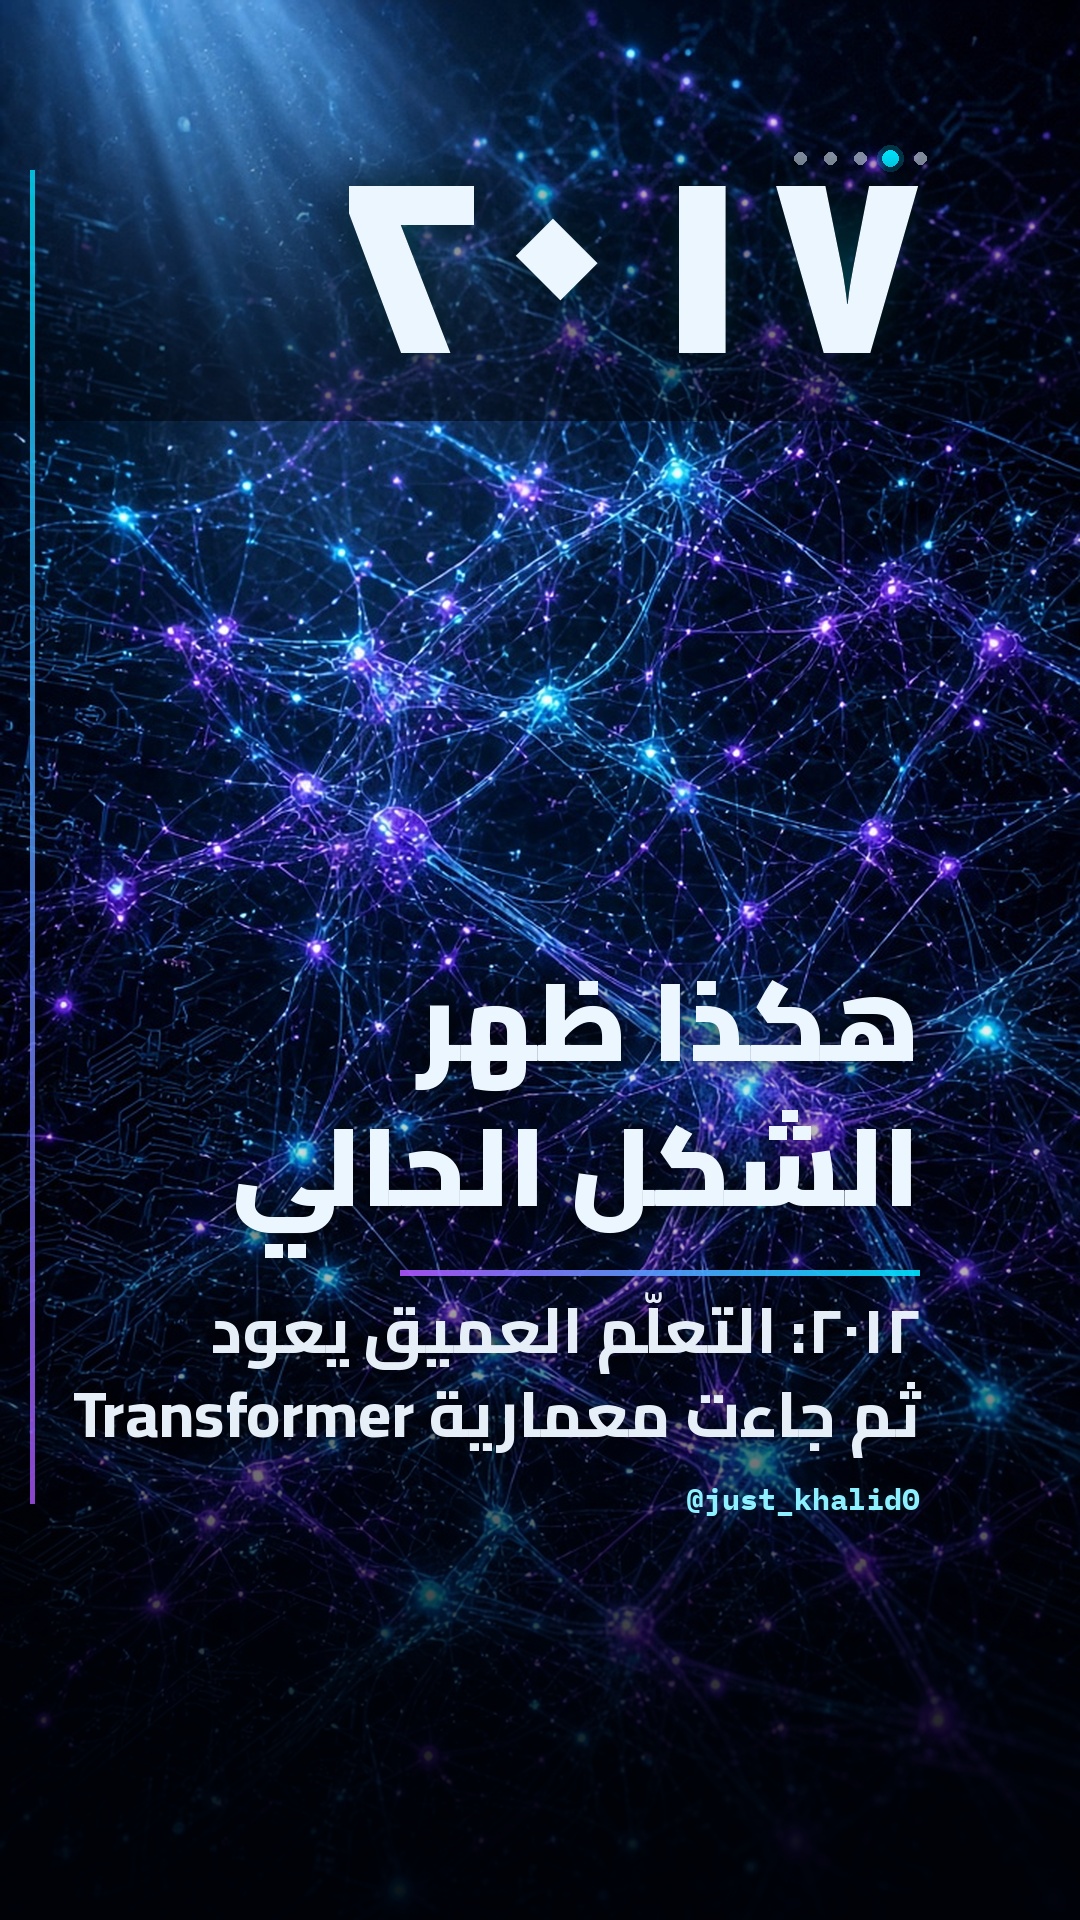 ٢٠١٧
هكذا ظهر
الشكل الحالي
٢٠١٢: التعلّم العميق يعود
ثم جاءت معمارية Transformer
@just_khalid0